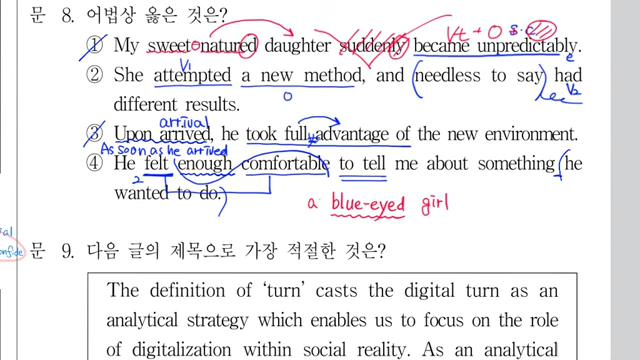 문 8. 어법상 옳은 것은?
Vt + O s.c
① My sweet-natured daughter suddenly became unpredictably.
e
V1
② She attempted a new method, and (needless to say) had
O
V2
different results.
arrival
③ Upon arrived, he took full advantage of the new environment.
As soon as he arrived
④ He felt enough comfortable to tell me about something (he
2
wanted to do.)
a blue-eyed girl
문 9. 다음 글의 제목으로 가장 적절한 것은?
The definition of ‘turn’ casts the digital turn as an
analytical strategy which enables us to focus on the role
of digitalization within social reality. As an analytical